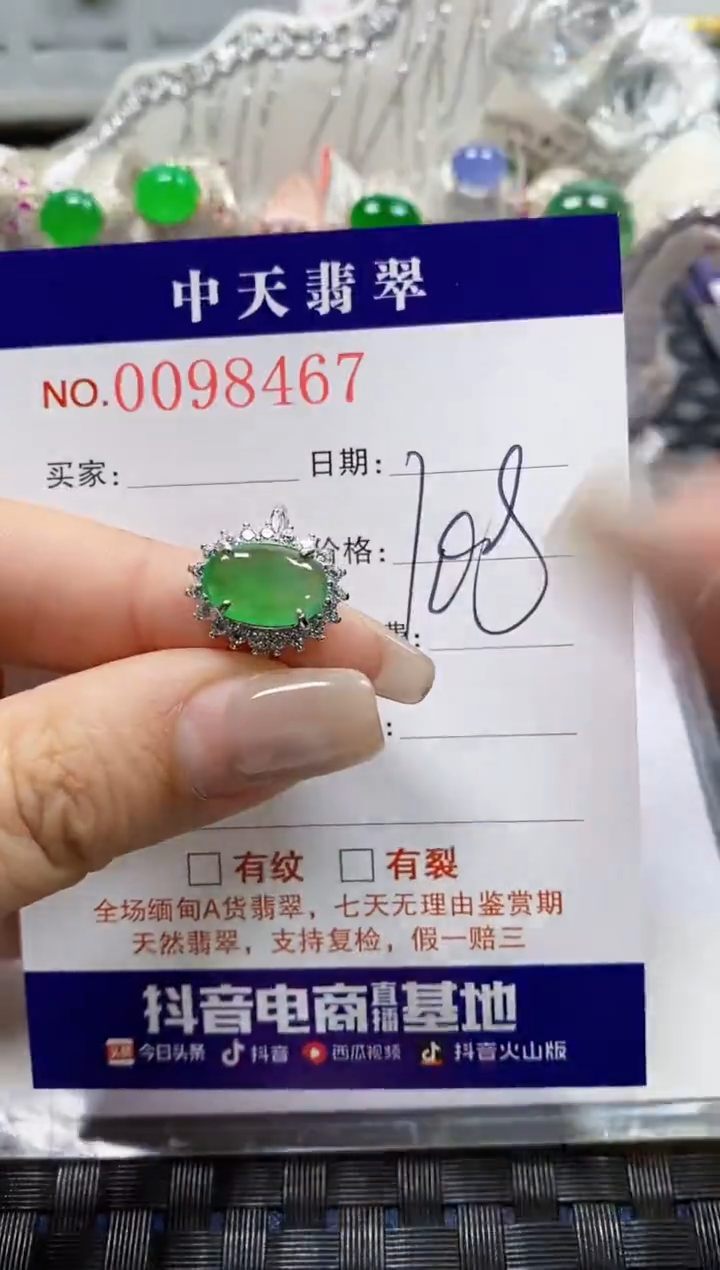 中天翡翠
NO.0098467
买家: 日期:
价格: 108
费:
:
有纹 有裂
全场缅甸A货翡翠，七天无理由鉴赏期
天然翡翠，支持复检，假一赔三
抖音电商直播基地
头条 今日头条 抖音 西瓜视频 抖音火山版